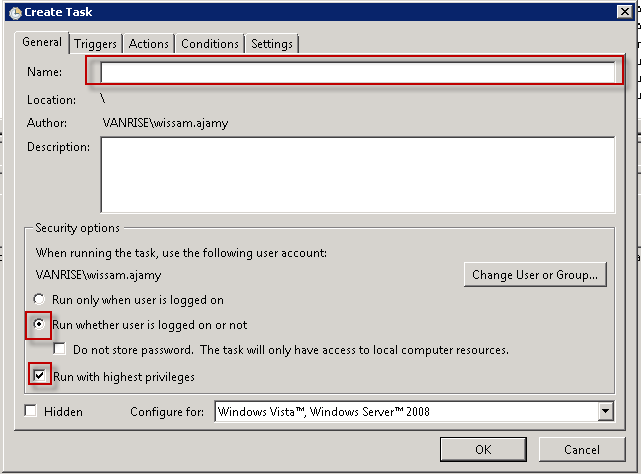 Create Task
General Triggers Actions Conditions Settings
Name:
Location: \
Author: VANRISE\wissam.ajamy
Description:
Security options
When running the task, use the following user account:
VANRISE\wissam.ajamy
Change User or Group...
Run only when user is logged on
Run whether user is logged on or not
Do not store password. The task will only have access to local computer resources.
Run with highest privileges
Hidden Configure for: Windows Vista™, Windows Server™ 2008
OK Cancel